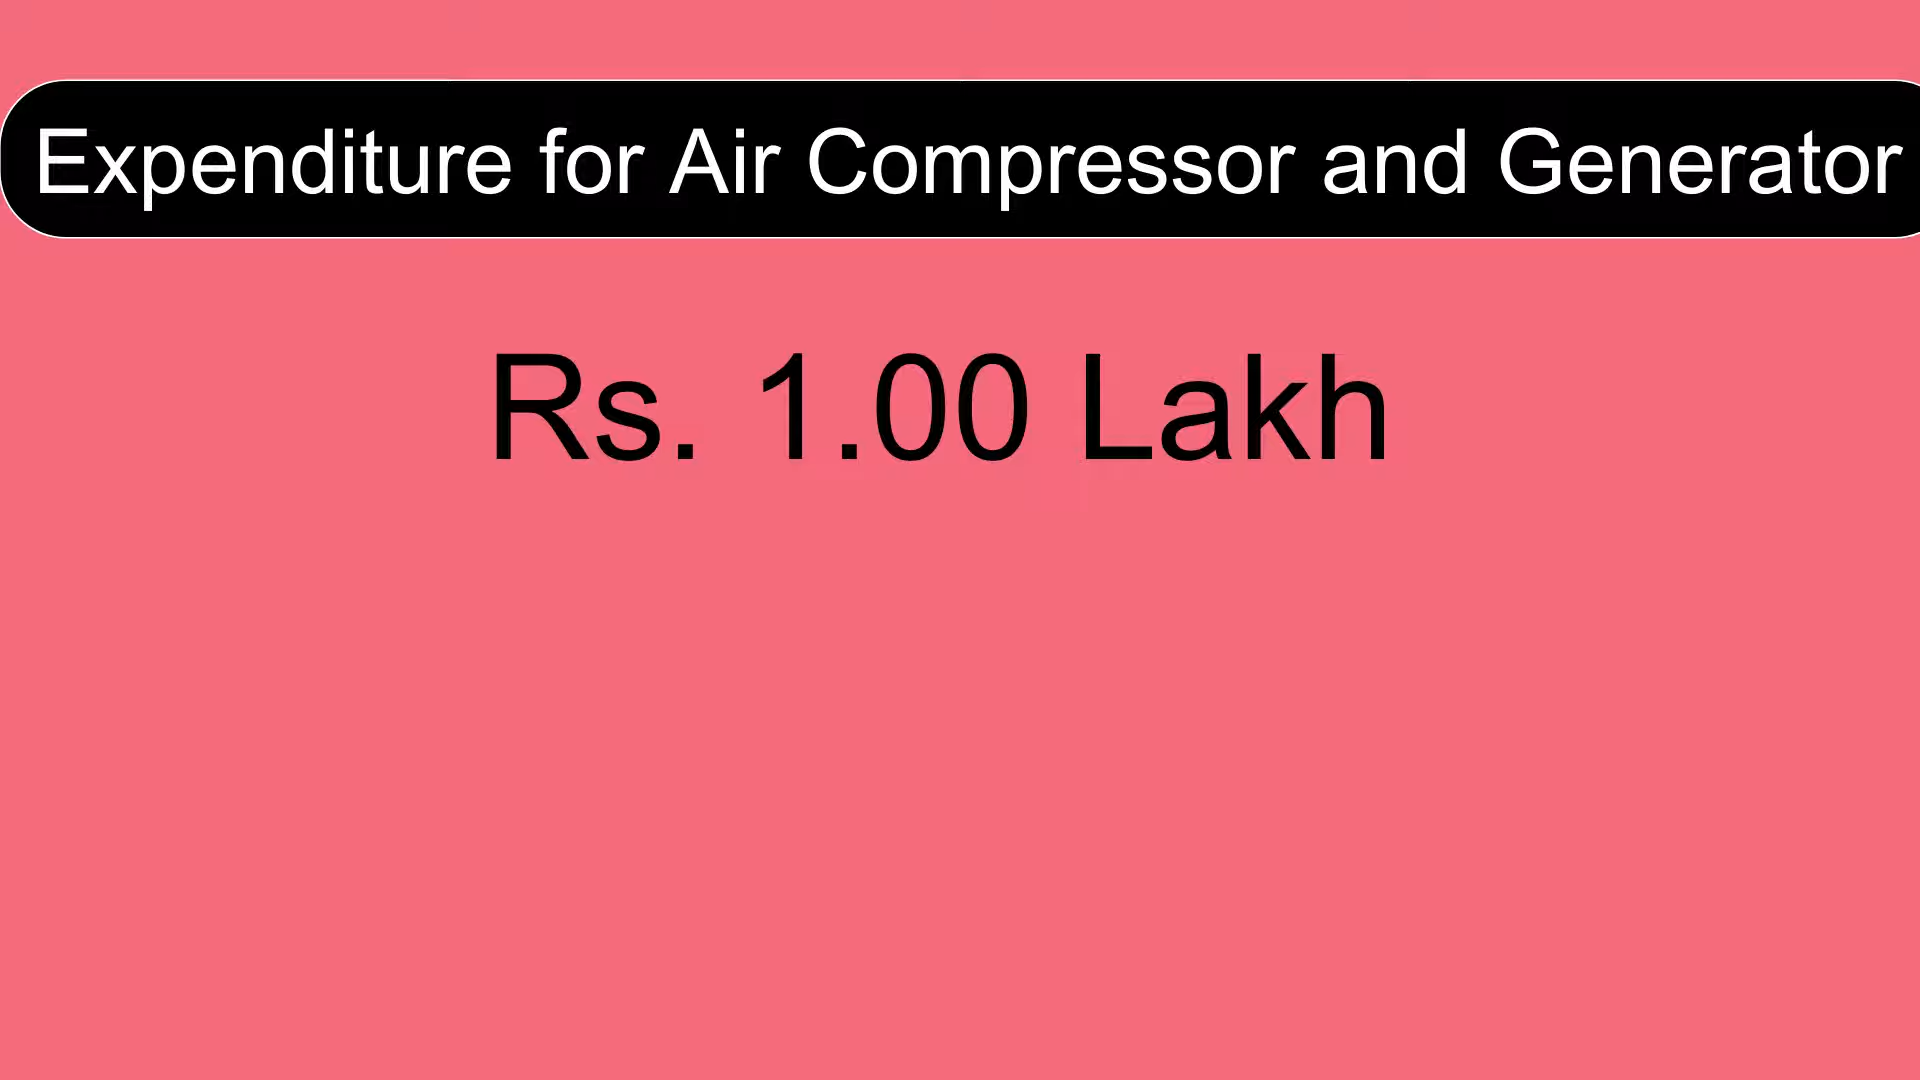 Expenditure for Air Compressor and Generator
Rs. 1.00 Lakh